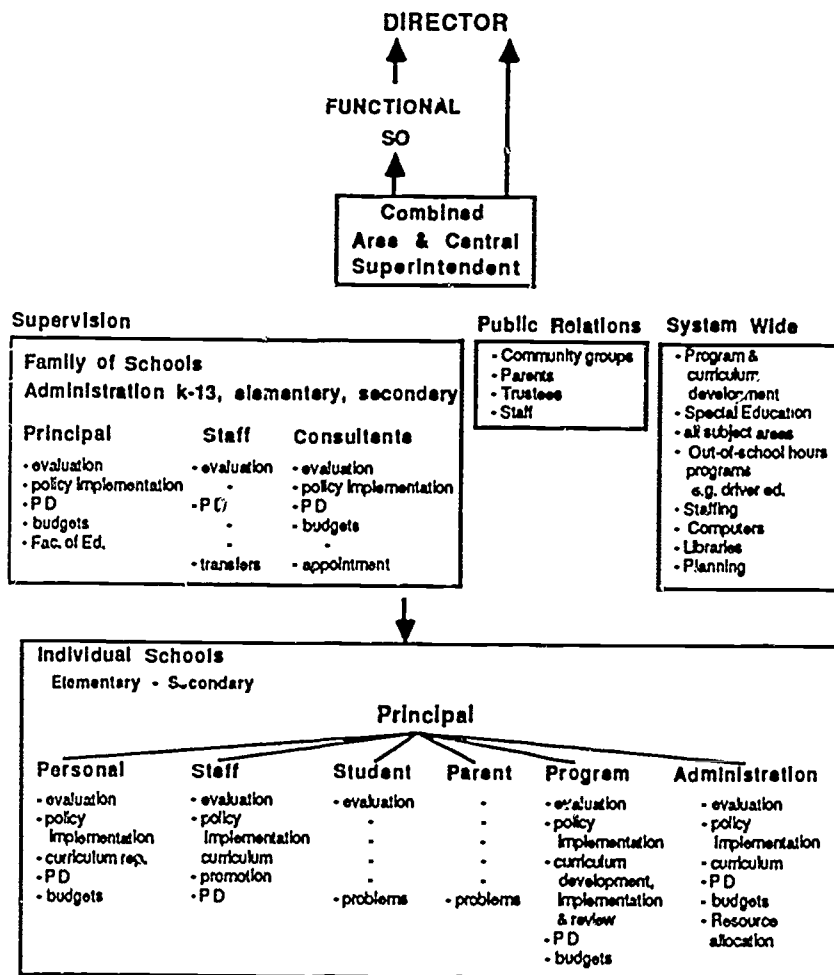 DIRECTOR
FUNCTIONAL
SO
Combined
Area & Central
Superintendent
Supervision
Family of Schools
Administration k-13, elementary, secondary
Principal
- evaluation
- policy implementation
- PD
- budgets
- Fac. of Ed.
Staff
- evaluation
-
- PD
-
-
- transfers
Consultants
- evaluation
- policy implementation
- PD
- budgets
-
- appointment
Public Relations
- Community groups
- Parents
- Trustees
- Staff
System Wide
- Program &
curriculum
development
- Special Education
- all subject areas
- Out-of-school hours
programs
e.g. driver ed.
- Staffing
- Computers
- Libraries
- Planning
Individual Schools
Elementary - Secondary
Principal
Personal
- evaluation
- policy
implementation
- curriculum rep.
- PD
- budgets
Staff
- evaluation
- policy
implementation
curriculum
- promotion
- PD
Student
- evaluation
-
-
-
-
- problems
Parent
-
-
-
-
-
- problems
Program
- evaluation
- policy
implementation
- curriculum
development,
implementation
& review
- PD
- budgets
Administration
- evaluation
- policy
implementation
- curriculum
- PD
- budgets
- Resource
allocation